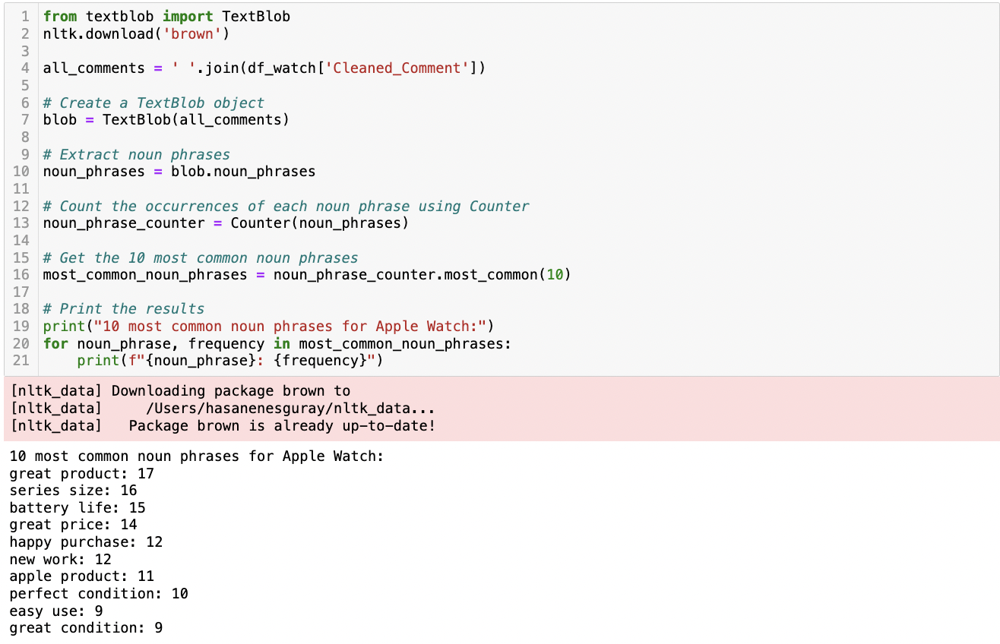 1 from textblob import TextBlob
2 nltk.download('brown')
3
4 all_comments = ' '.join(df_watch['Cleaned_Comment'])
5
6 # Create a TextBlob object
7 blob = TextBlob(all_comments)
8
9 # Extract noun phrases
10 noun_phrases = blob.noun_phrases
11
12 # Count the occurrences of each noun phrase using Counter
13 noun_phrase_counter = Counter(noun_phrases)
14
15 # Get the 10 most common noun phrases
16 most_common_noun_phrases = noun_phrase_counter.most_common(10)
17
18 # Print the results
19 print("10 most common noun phrases for Apple Watch:")
20 for noun_phrase, frequency in most_common_noun_phrases:
21     print(f"{noun_phrase}: {frequency}")
[nltk_data] Downloading package brown to
[nltk_data]     /Users/hasanenesguray/nltk_data...
[nltk_data]   Package brown is already up-to-date!
10 most common noun phrases for Apple Watch:
great product: 17
series size: 16
battery life: 15
great price: 14
happy purchase: 12
new work: 12
apple product: 11
perfect condition: 10
easy use: 9
great condition: 9